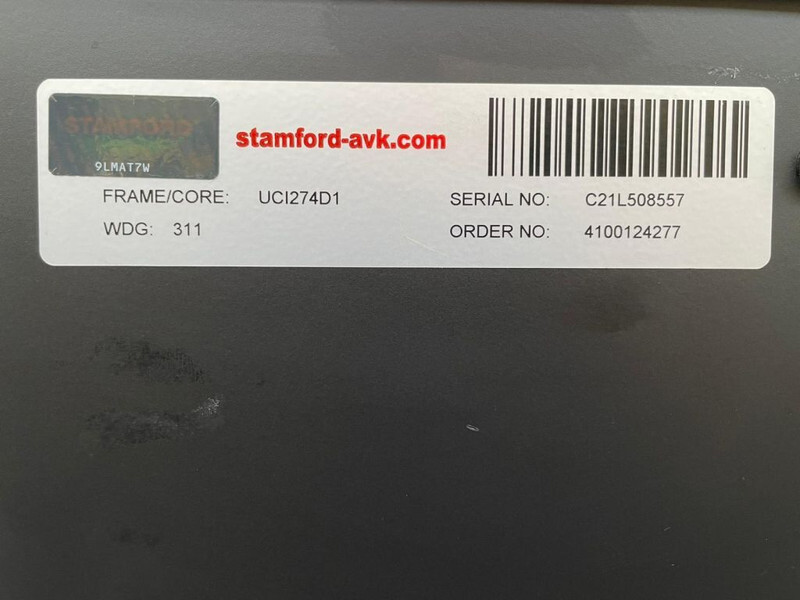 STAMFORD
9LMAT7W
stamford-avk.com
FRAME/CORE: UCI274D1
SERIAL NO: C21L508557
WDG: 311
ORDER NO: 4100124277